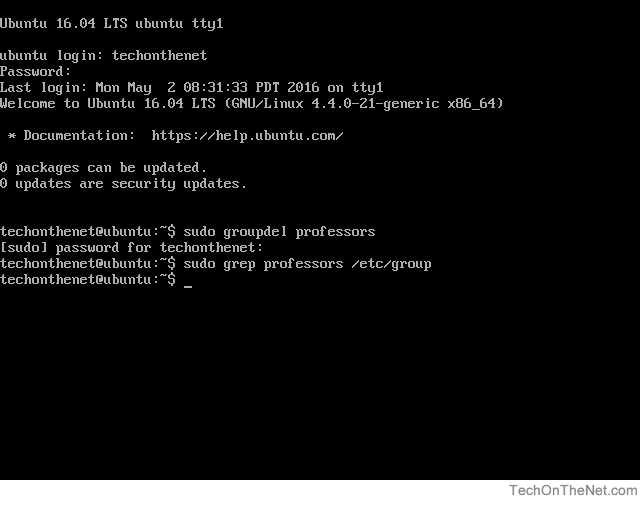 Ubuntu 16.04 LTS ubuntu tty1
ubuntu login: techonthenet
Password:
Last login: Mon May  2 08:31:33 PDT 2016 on tty1
Welcome to Ubuntu 16.04 LTS (GNU/Linux 4.4.0-21-generic x86_64)
 * Documentation:  https://help.ubuntu.com/
0 packages can be updated.
0 updates are security updates.
techonthenet@ubuntu:~$ sudo groupdel professors
[sudo] password for techonthenet:
techonthenet@ubuntu:~$ sudo grep professors /etc/group
techonthenet@ubuntu:~$ _
TechOnTheNet.com